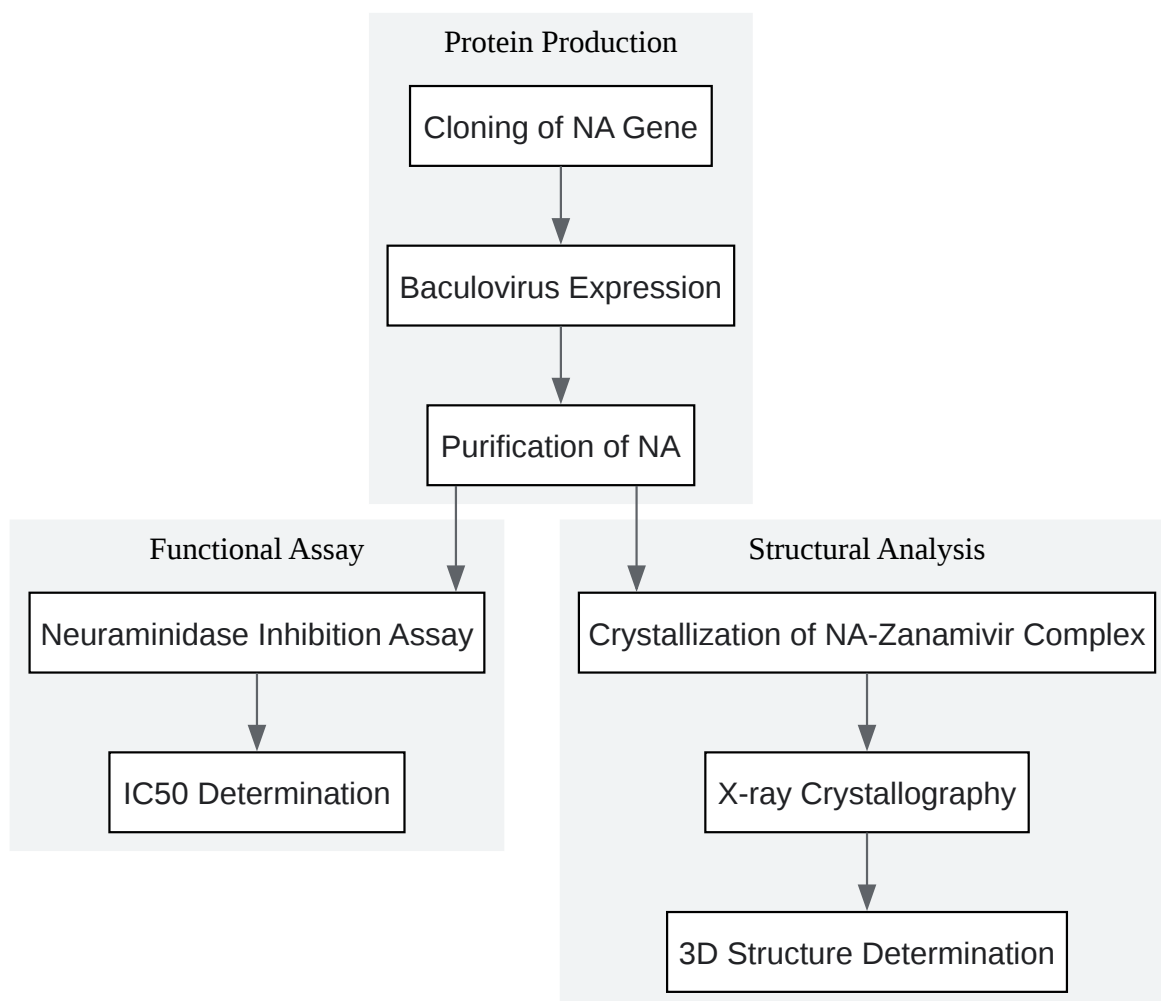 Protein Production
Cloning of NA Gene
Baculovirus Expression
Purification of NA
Functional Assay
Neuraminidase Inhibition Assay
IC50 Determination
Structural Analysis
Crystallization of NA-Zanamivir Complex
X-ray Crystallography
3D Structure Determination